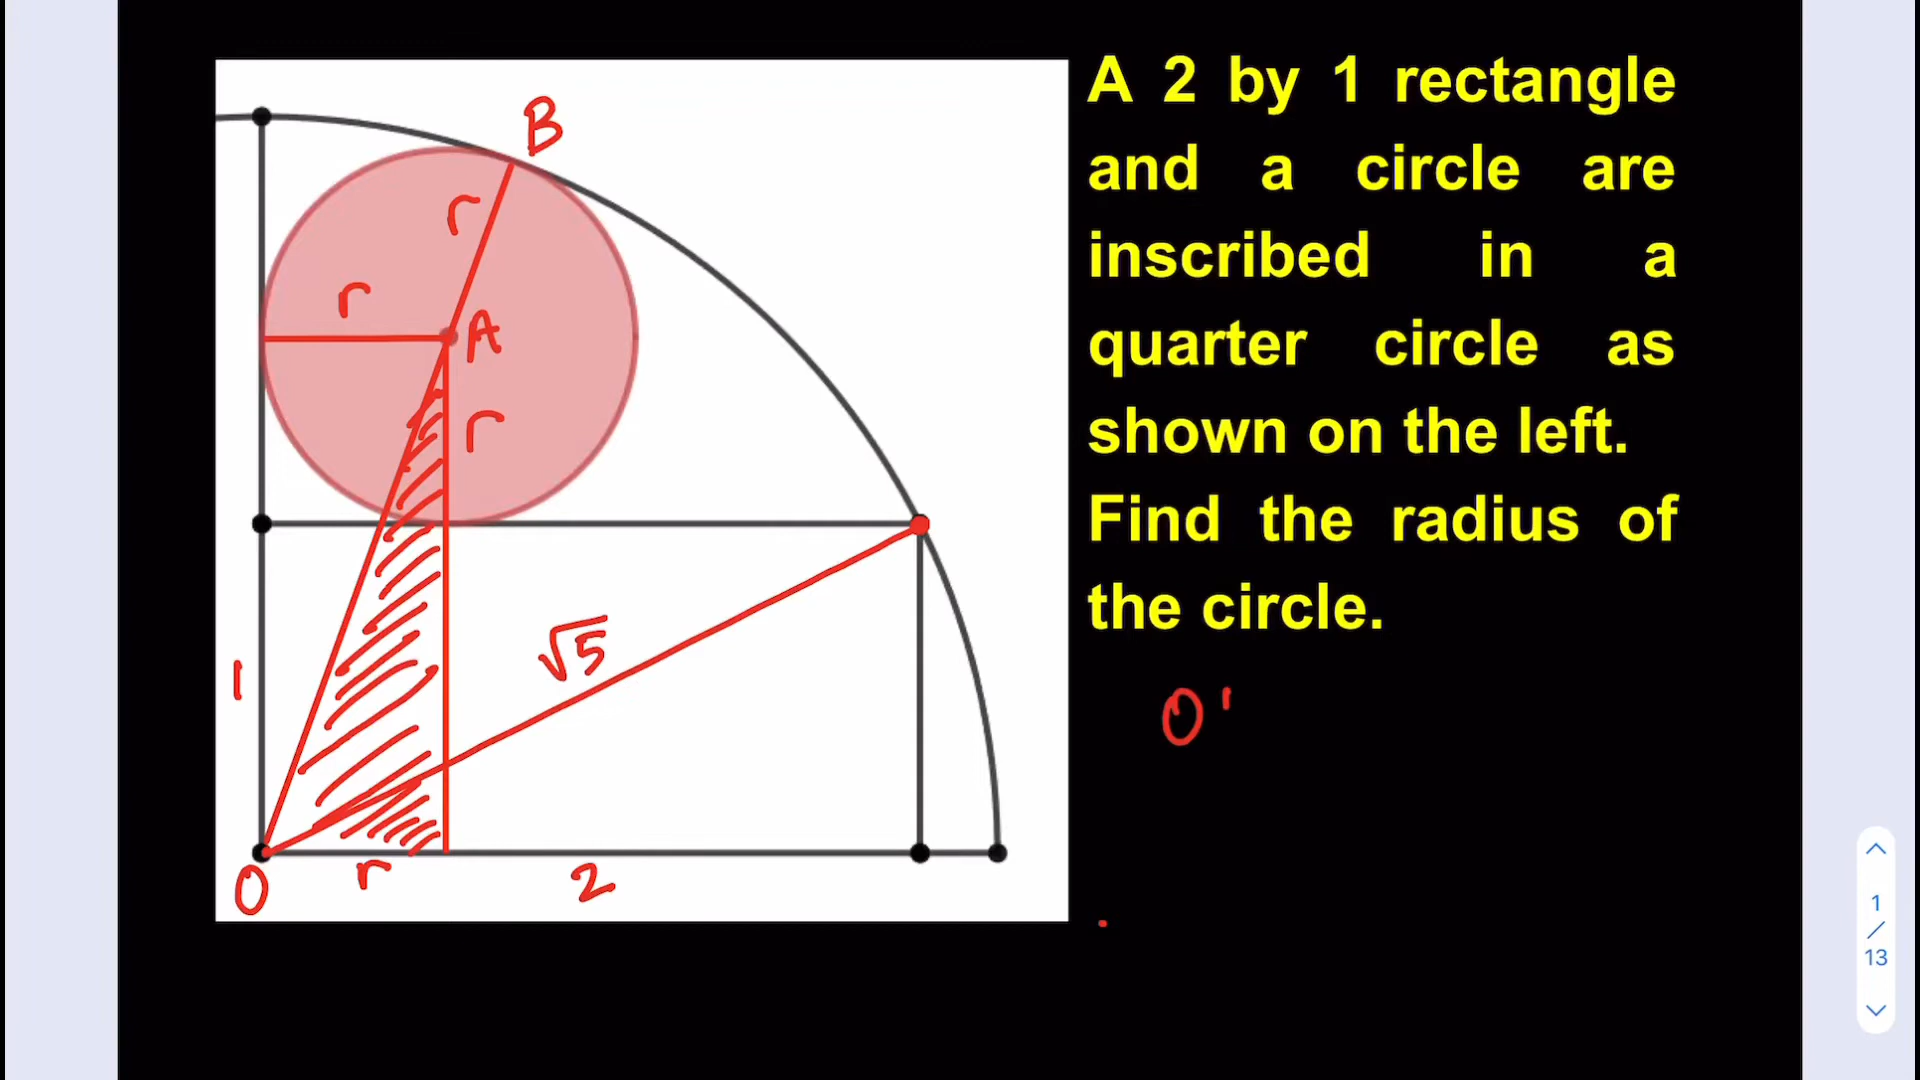 A 2 by 1 rectangle
and a circle are
inscribed in a
quarter circle as
shown on the left.
Find the radius of
the circle.
B
r
r
A
r
√5
1
O
r
2
O'
1
/
13